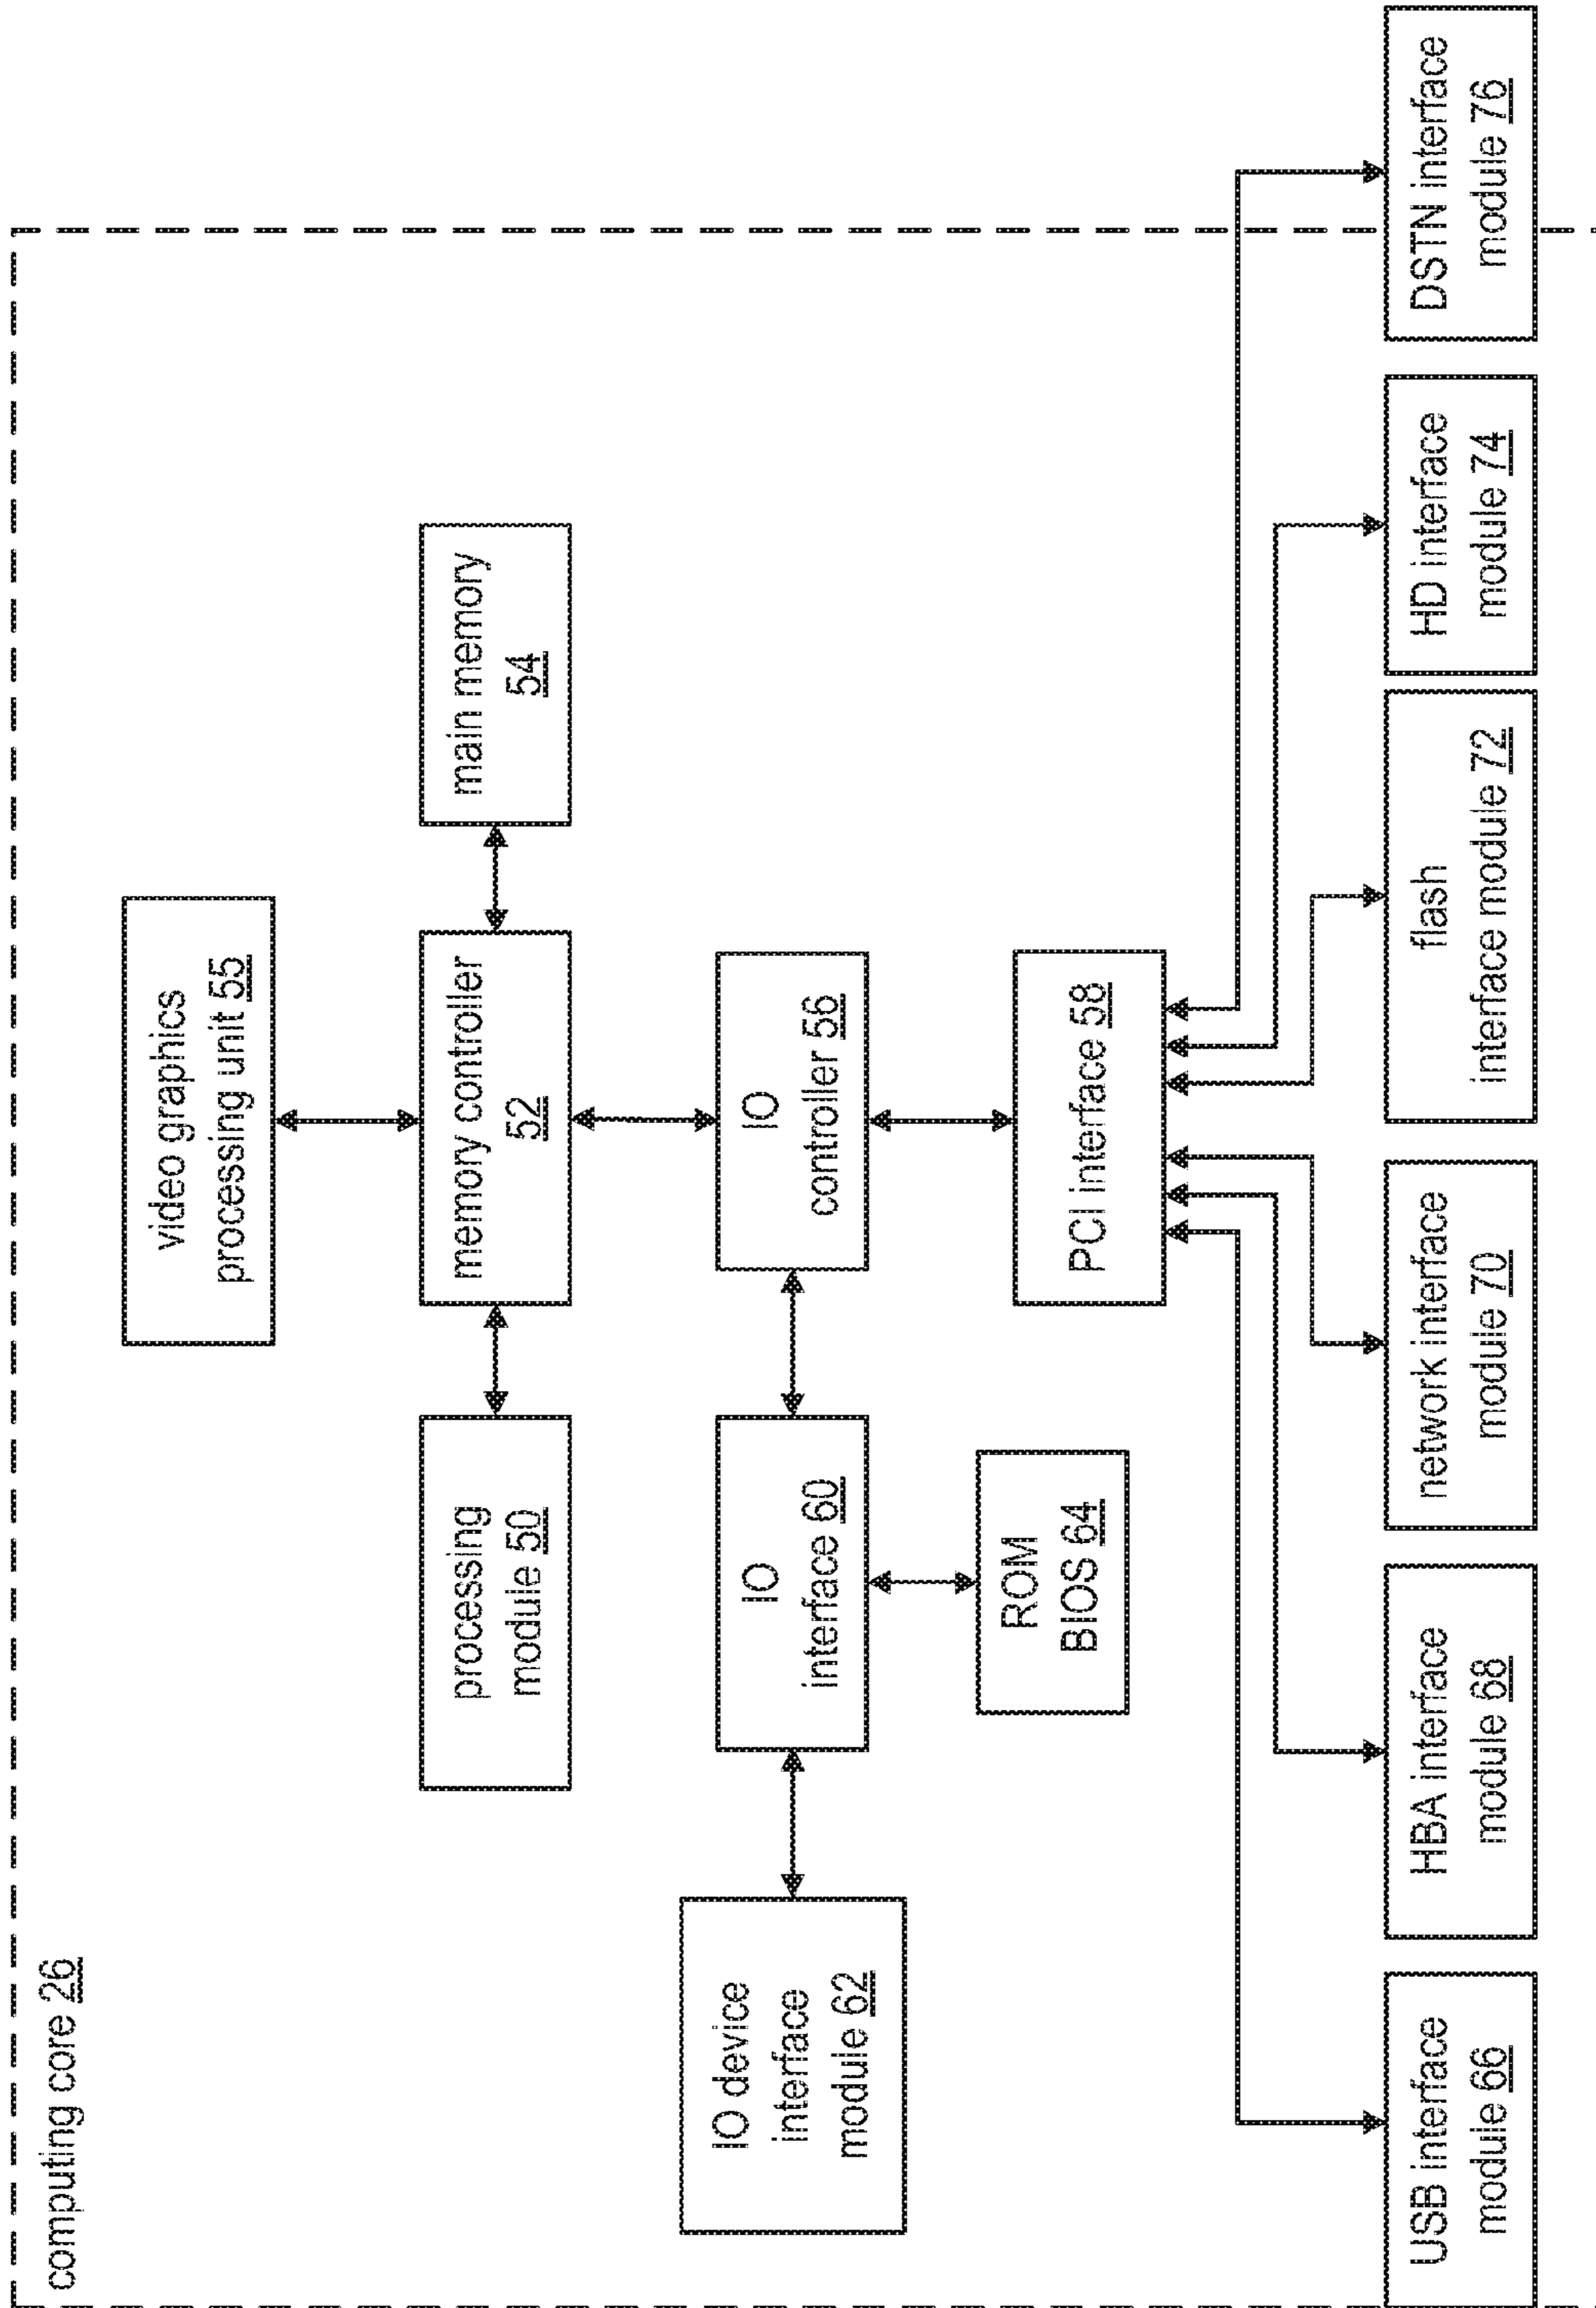 computing core 26
video graphics
processing unit 55
processing
module 50
memory controller
52
main memory
54
IO device
interface
module 62
IO
interface 60
IO
controller 56
ROM
BIOS 64
PCI interface 58
USB interface
module 66
HBA interface
module 68
network interface
module 70
flash
interface module 72
HD interface
module 74
DSTN interface
module 76